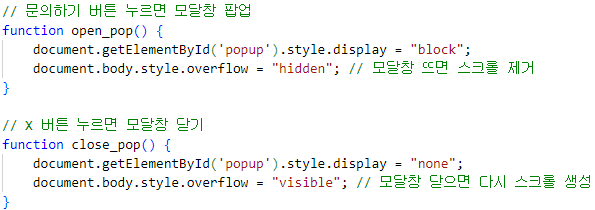 // 문의하기 버튼 누르면 모달창 팝업
function open_pop() {
    document.getElementById('popup').style.display = "block";
    document.body.style.overflow = "hidden"; // 모달창 뜨면 스크롤 제거
}

// X 버튼 누르면 모달창 닫기
function close_pop() {
    document.getElementById('popup').style.display = "none";
    document.body.style.overflow = "visible"; // 모달창 닫으면 다시 스크롤 생성
}